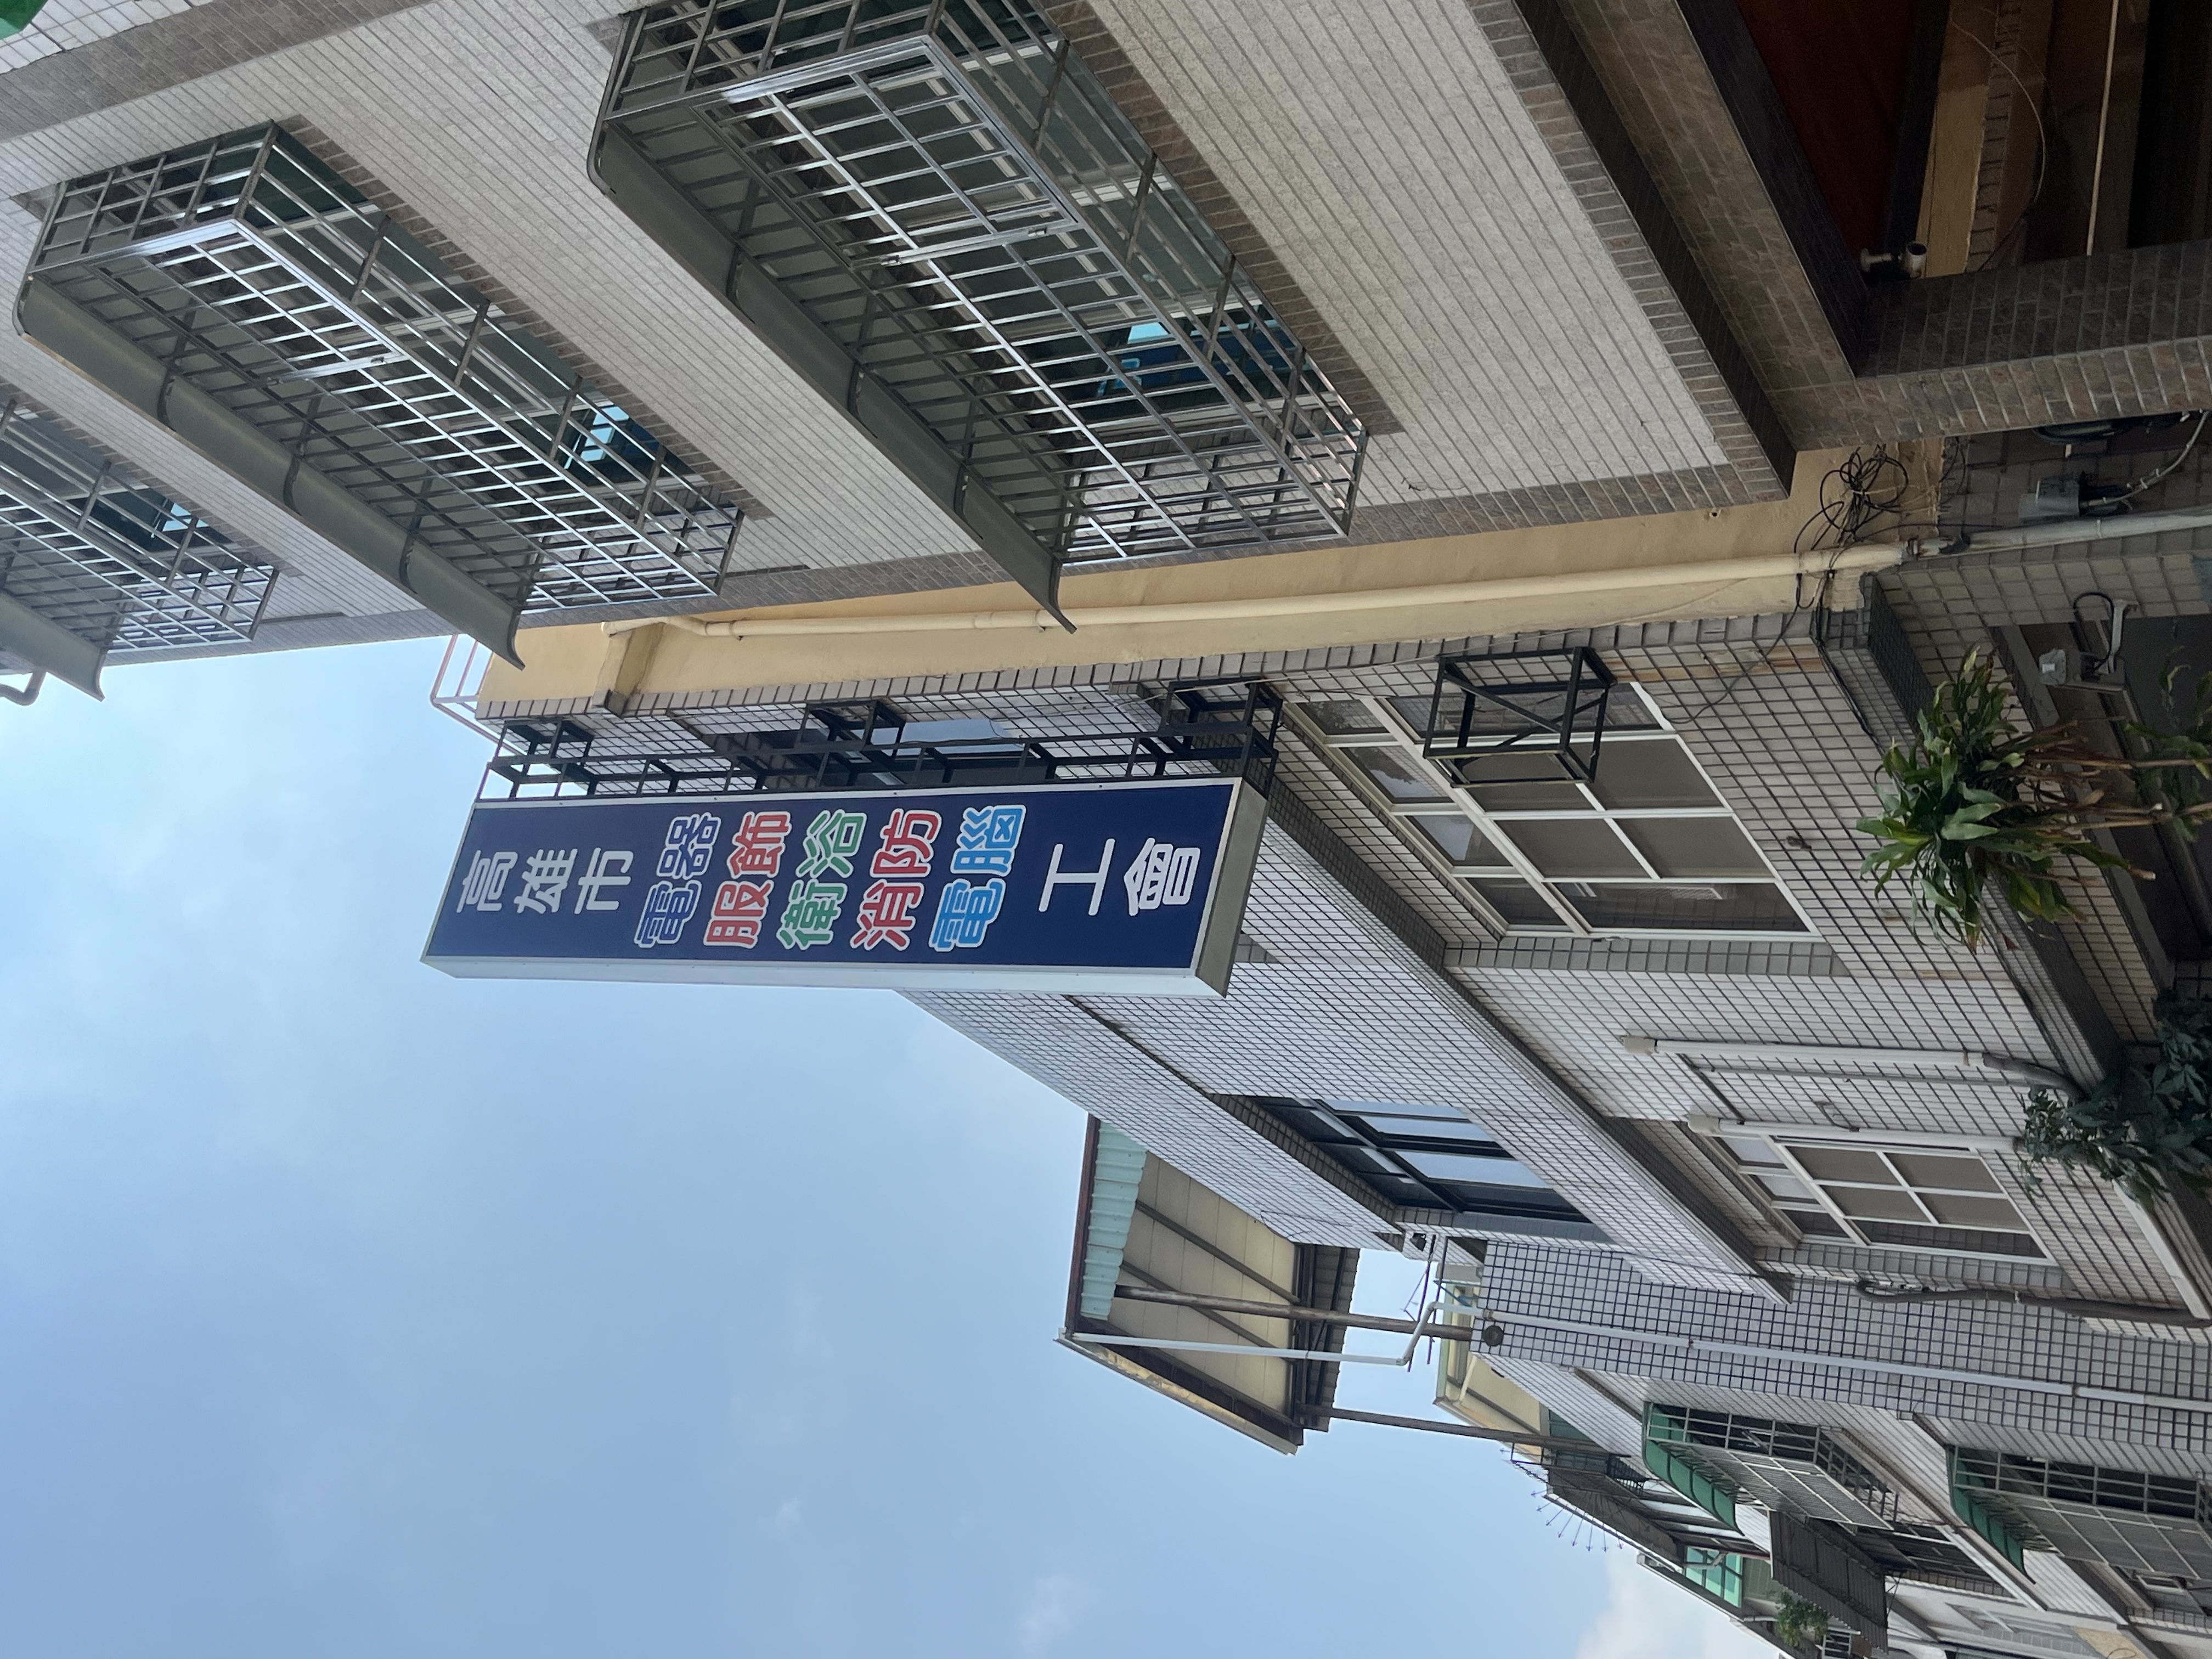 高雄市
電器
服飾
衛浴
消防
電腦
工會